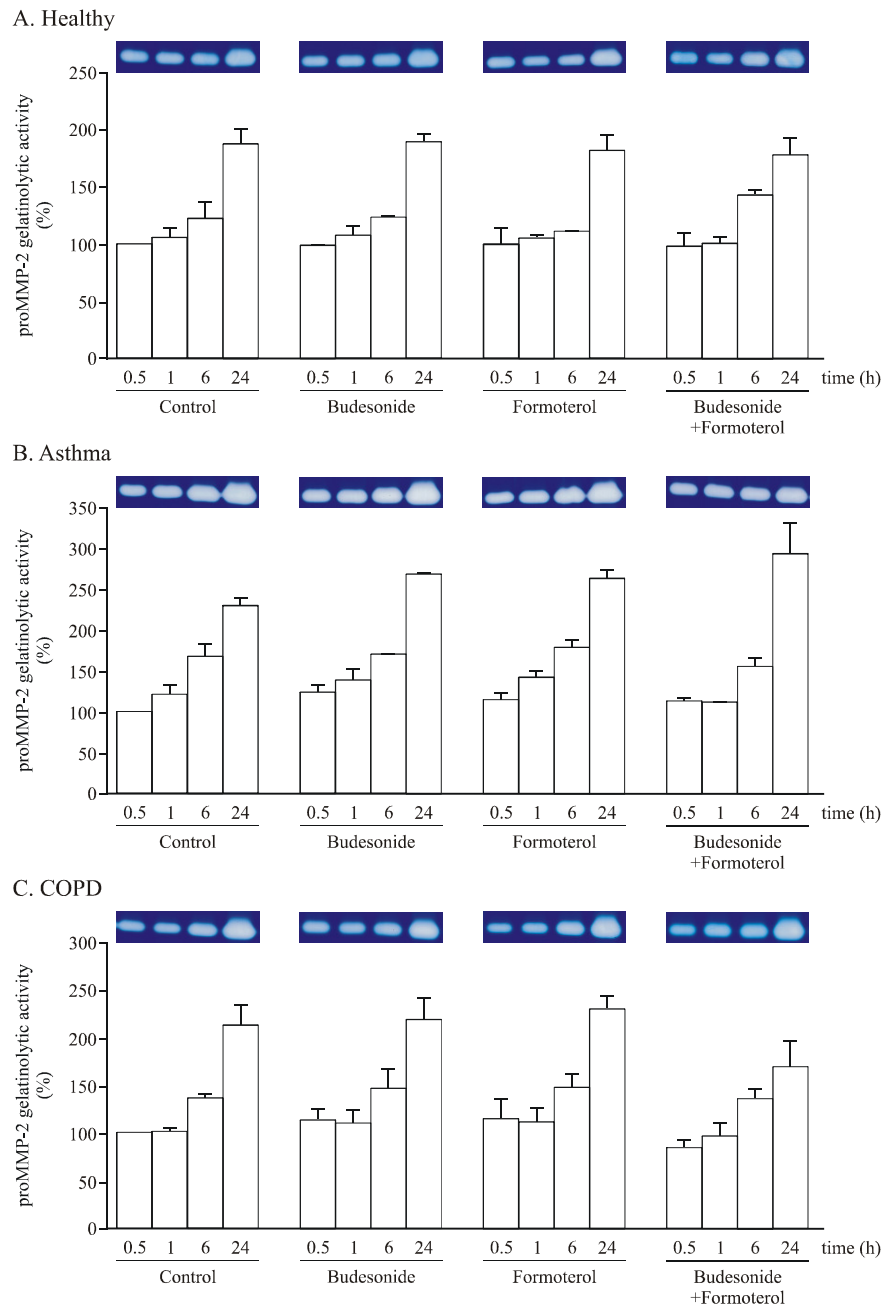 A. Healthy
proMMP-2 gelatinolytic activity
(%)
250
200
150
100
50
0
0.5 1 6 24 0.5 1 6 24 0.5 1 6 24 0.5 1 6 24 time (h)
Control Budesonide Formoterol Budesonide
+Formoterol
B. Asthma
proMMP-2 gelatinolytic activity
(%)
350
300
250
200
150
100
50
0
0.5 1 6 24 0.5 1 6 24 0.5 1 6 24 0.5 1 6 24 time (h)
Control Budesonide Formoterol Budesonide
+Formoterol
C. COPD
proMMP-2 gelatinolytic activity
(%)
300
250
200
150
100
50
0
0.5 1 6 24 0.5 1 6 24 0.5 1 6 24 0.5 1 6 24 time (h)
Control Budesonide Formoterol Budesonide
+Formoterol